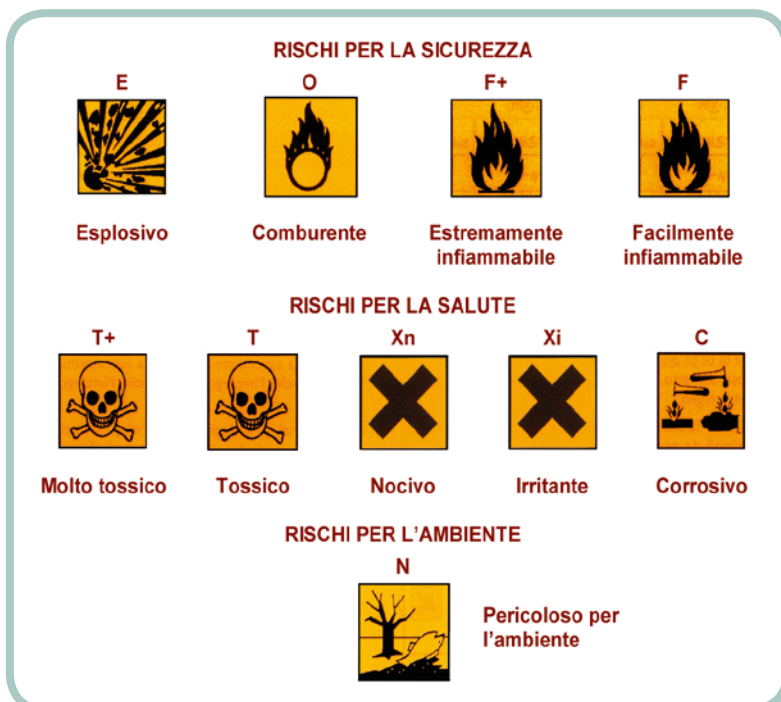 RISCHI PER LA SICUREZZA
E O F+ F
Esplosivo Comburente Estremamente infiammabile Facilmente infiammabile
RISCHI PER LA SALUTE
T+ T Xn Xi C
Molto tossico Tossico Nocivo Irritante Corrosivo
RISCHI PER L'AMBIENTE
N
Pericoloso per
l'ambiente